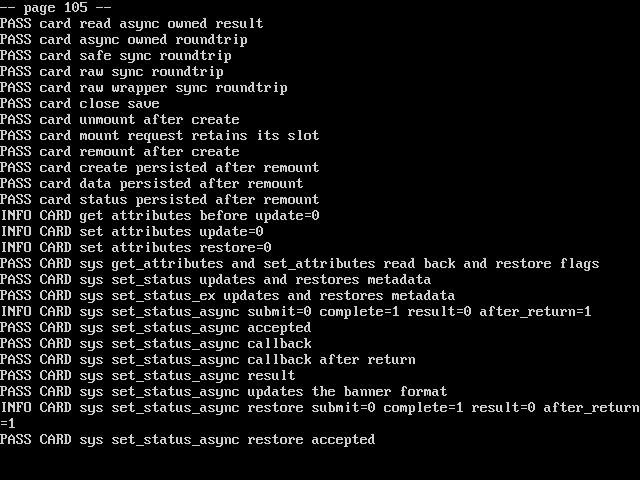 -- page 105 --
PASS card read async owned result
PASS card async owned roundtrip
PASS card safe sync roundtrip
PASS card raw sync roundtrip
PASS card raw wrapper sync roundtrip
PASS card close save
PASS card unmount after create
PASS card mount request retains its slot
PASS card remount after create
PASS card create persisted after remount
PASS card data persisted after remount
PASS card status persisted after remount
INFO CARD get attributes before update=0
INFO CARD set attributes update=0
INFO CARD set attributes restore=0
PASS CARD sys get_attributes and set_attributes read back and restore flags
PASS CARD sys set_status updates and restores metadata
PASS CARD sys set_status_ex updates and restores metadata
INFO CARD sys set_status_async submit=0 complete=1 result=0 after_return=1
PASS CARD sys set_status_async accepted
PASS CARD sys set_status_async callback
PASS CARD sys set_status_async callback after return
PASS CARD sys set_status_async result
PASS CARD sys set_status_async updates the banner format
INFO CARD sys set_status_async restore submit=0 complete=1 result=0 after_return
=1
PASS CARD sys set_status_async restore accepted